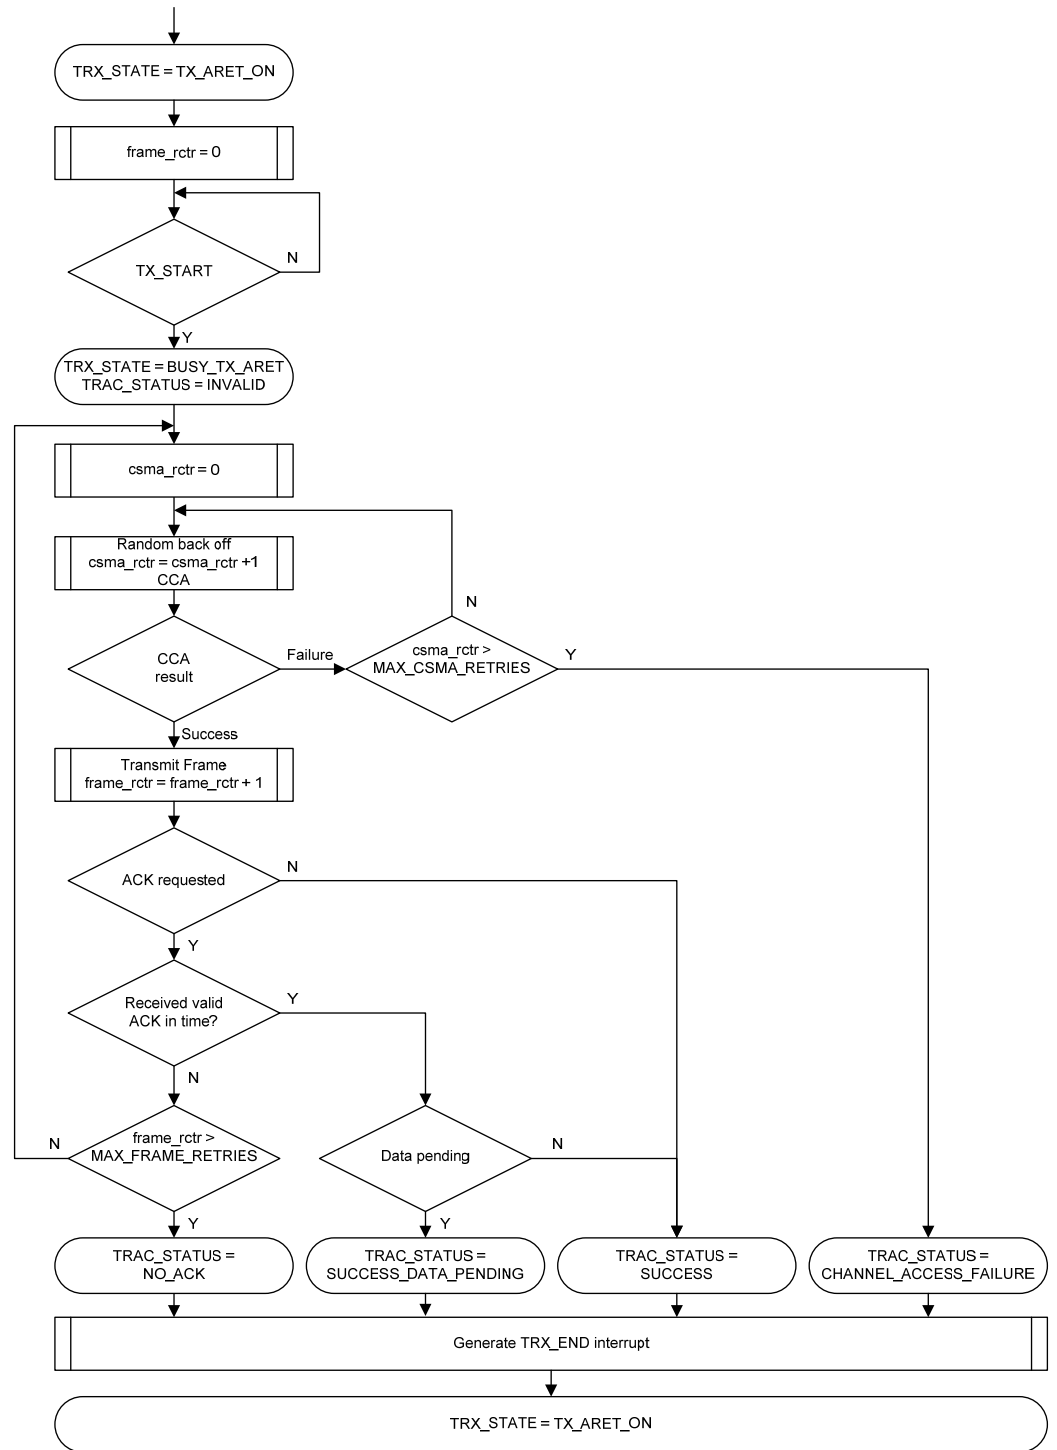 TRX_STATE = TX_ARET_ON
frame_rctr = 0
N
TX_START
Y
TRX_STATE = BUSY_TX_ARET
TRAC_STATUS = INVALID
csma_rctr = 0
Random back off
csma_rctr = csma_rctr +1
CCA
N
CCA
result
Failure
csma_rctr >
MAX_CSMA_RETRIES
Y
Success
Transmit Frame
frame_rctr = frame_rctr + 1
ACK requested
N
Y
Received valid
ACK in time?
Y
N
N
frame_rctr >
MAX_FRAME_RETRIES
Data pending
N
Y
Y
TRAC_STATUS =
NO_ACK
TRAC_STATUS =
SUCCESS_DATA_PENDING
TRAC_STATUS =
SUCCESS
TRAC_STATUS =
CHANNEL_ACCESS_FAILURE
Generate TRX_END interrupt
TRX_STATE = TX_ARET_ON